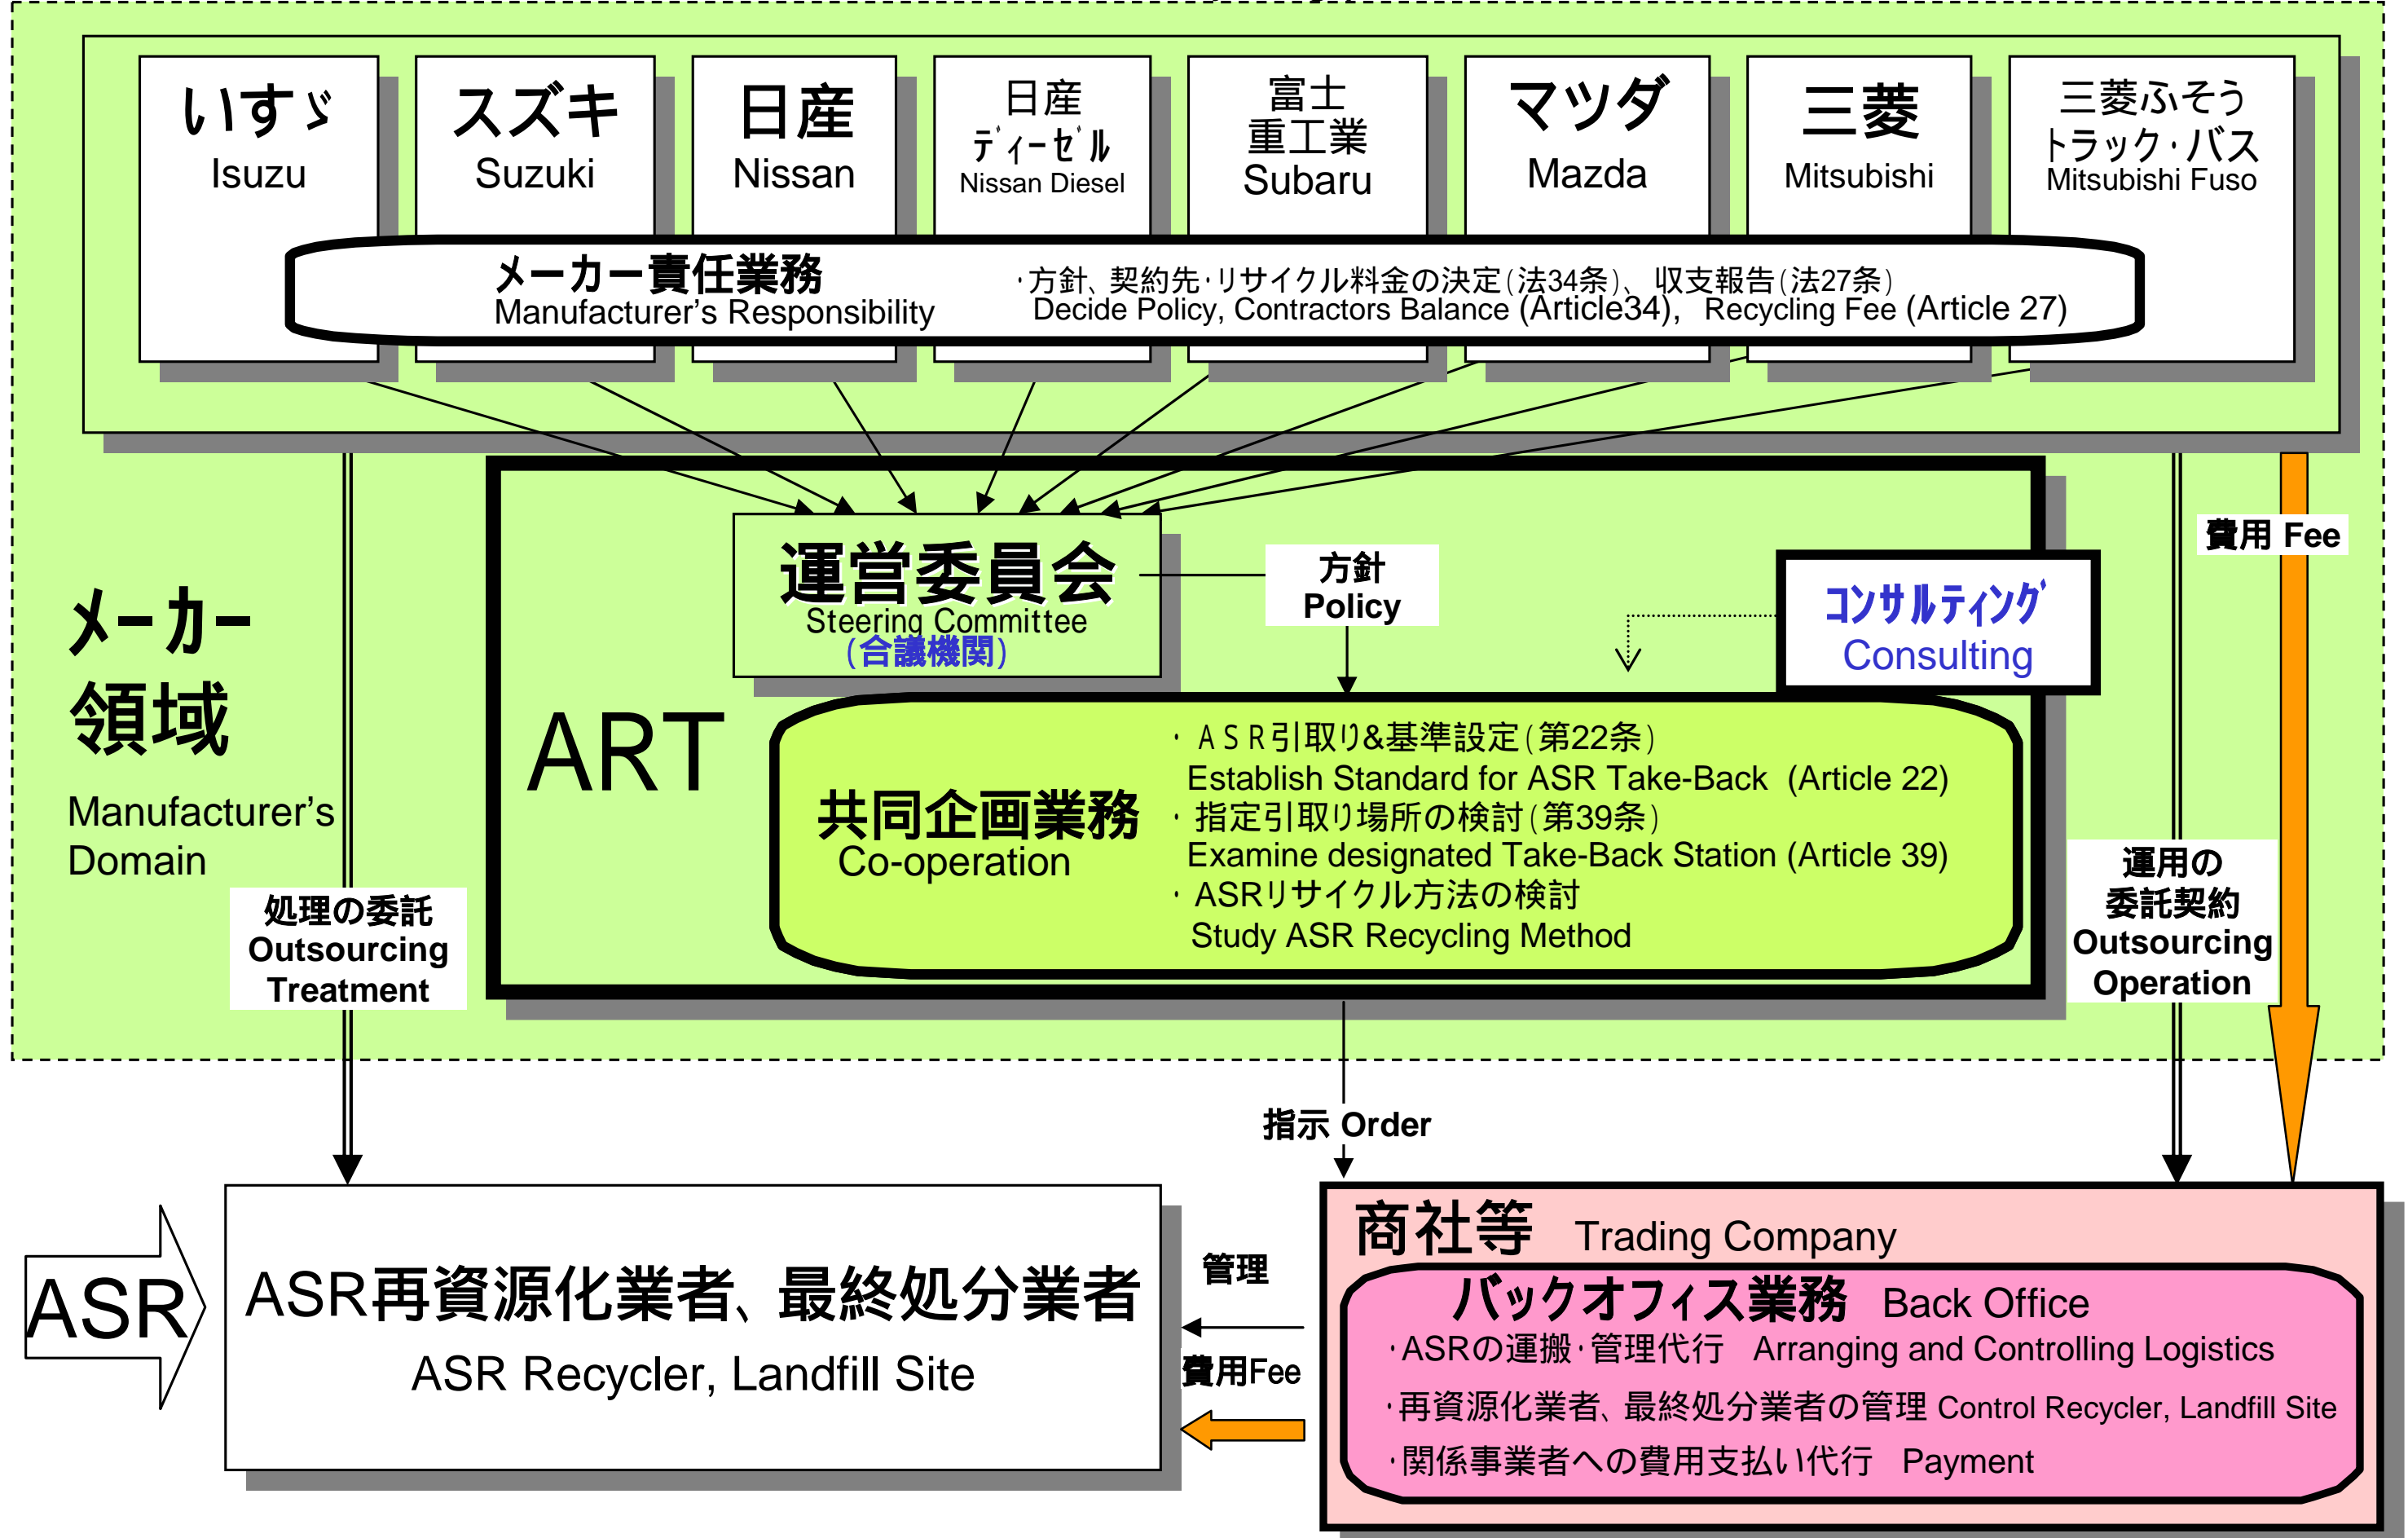 いすゞ
Isuzu
スズキ
Suzuki
日産
Nissan
日産
ディーゼル
Nissan Diesel
富士
重工業
Subaru
マツダ
Mazda
三菱
Mitsubishi
三菱ふそう
トラック・バス
Mitsubishi Fuso
メーカー責任業務
Manufacturer's Responsibility
・方針、契約先・リサイクル料金の決定(法34条)、収支報告(法27条)
Decide Policy, Contractors Balance (Article34), Recycling Fee (Article 27)
メーカー
領域
Manufacturer's
Domain
運営委員会
Steering Committee
(合議機関)
方針
Policy
コンサルティング
Consulting
費用 Fee
ART
共同企画業務
Co-operation
・ASR引取り&基準設定(第22条)
Establish Standard for ASR Take-Back (Article 22)
・指定引取り場所の検討(第39条)
Examine designated Take-Back Station (Article 39)
・ASRリサイクル方法の検討
Study ASR Recycling Method
処理の委託
Outsourcing
Treatment
運用の
委託契約
Outsourcing
Operation
指示 Order
ASR
ASR再資源化業者、最終処分業者
ASR Recycler, Landfill Site
管理
費用Fee
商社等 Trading Company
バックオフィス業務 Back Office
・ASRの運搬・管理代行 Arranging and Controlling Logistics
・再資源化業者、最終処分業者の管理 Control Recycler, Landfill Site
・関係事業者への費用支払い代行 Payment